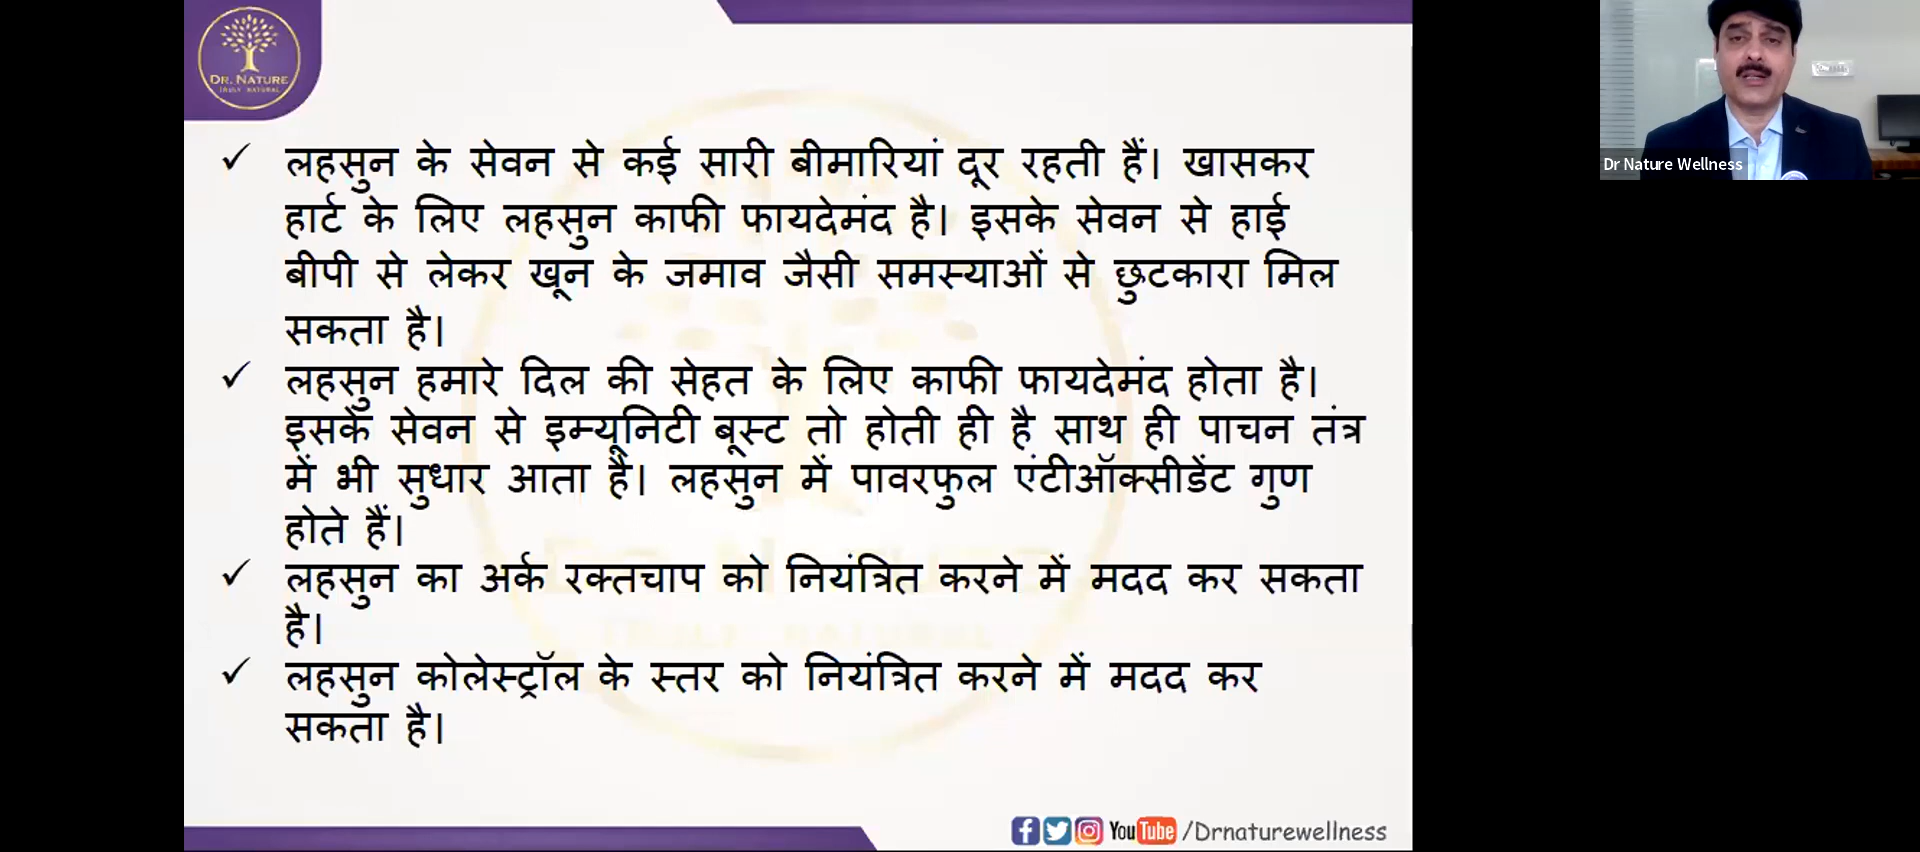 DR. NATURE
TRULY NATURAL
✓ लहसुन के सेवन से कई सारी बीमारियां दूर रहती हैं। खासकर
हार्ट के लिए लहसुन काफी फायदेमंद है। इसके सेवन से हाई
बीपी से लेकर खून के जमाव जैसी समस्याओं से छुटकारा मिल
सकता है।
✓ लहसुन हमारे दिल की सेहत के लिए काफी फायदेमंद होता है।
इसके सेवन से इम्यूनिटी बूस्ट तो होती ही है साथ ही पाचन तंत्र
में भी सुधार आता है। लहसुन में पावरफुल एंटीऑक्सीडेंट गुण
होते हैं।
✓ लहसुन का अर्क रक्तचाप को नियंत्रित करने में मदद कर सकता
है।
✓ लहसुन कोलेस्ट्रॉल के स्तर को नियंत्रित करने में मदद कर
सकता है।
YouTube /Drnaturewellness
Dr Nature Wellness